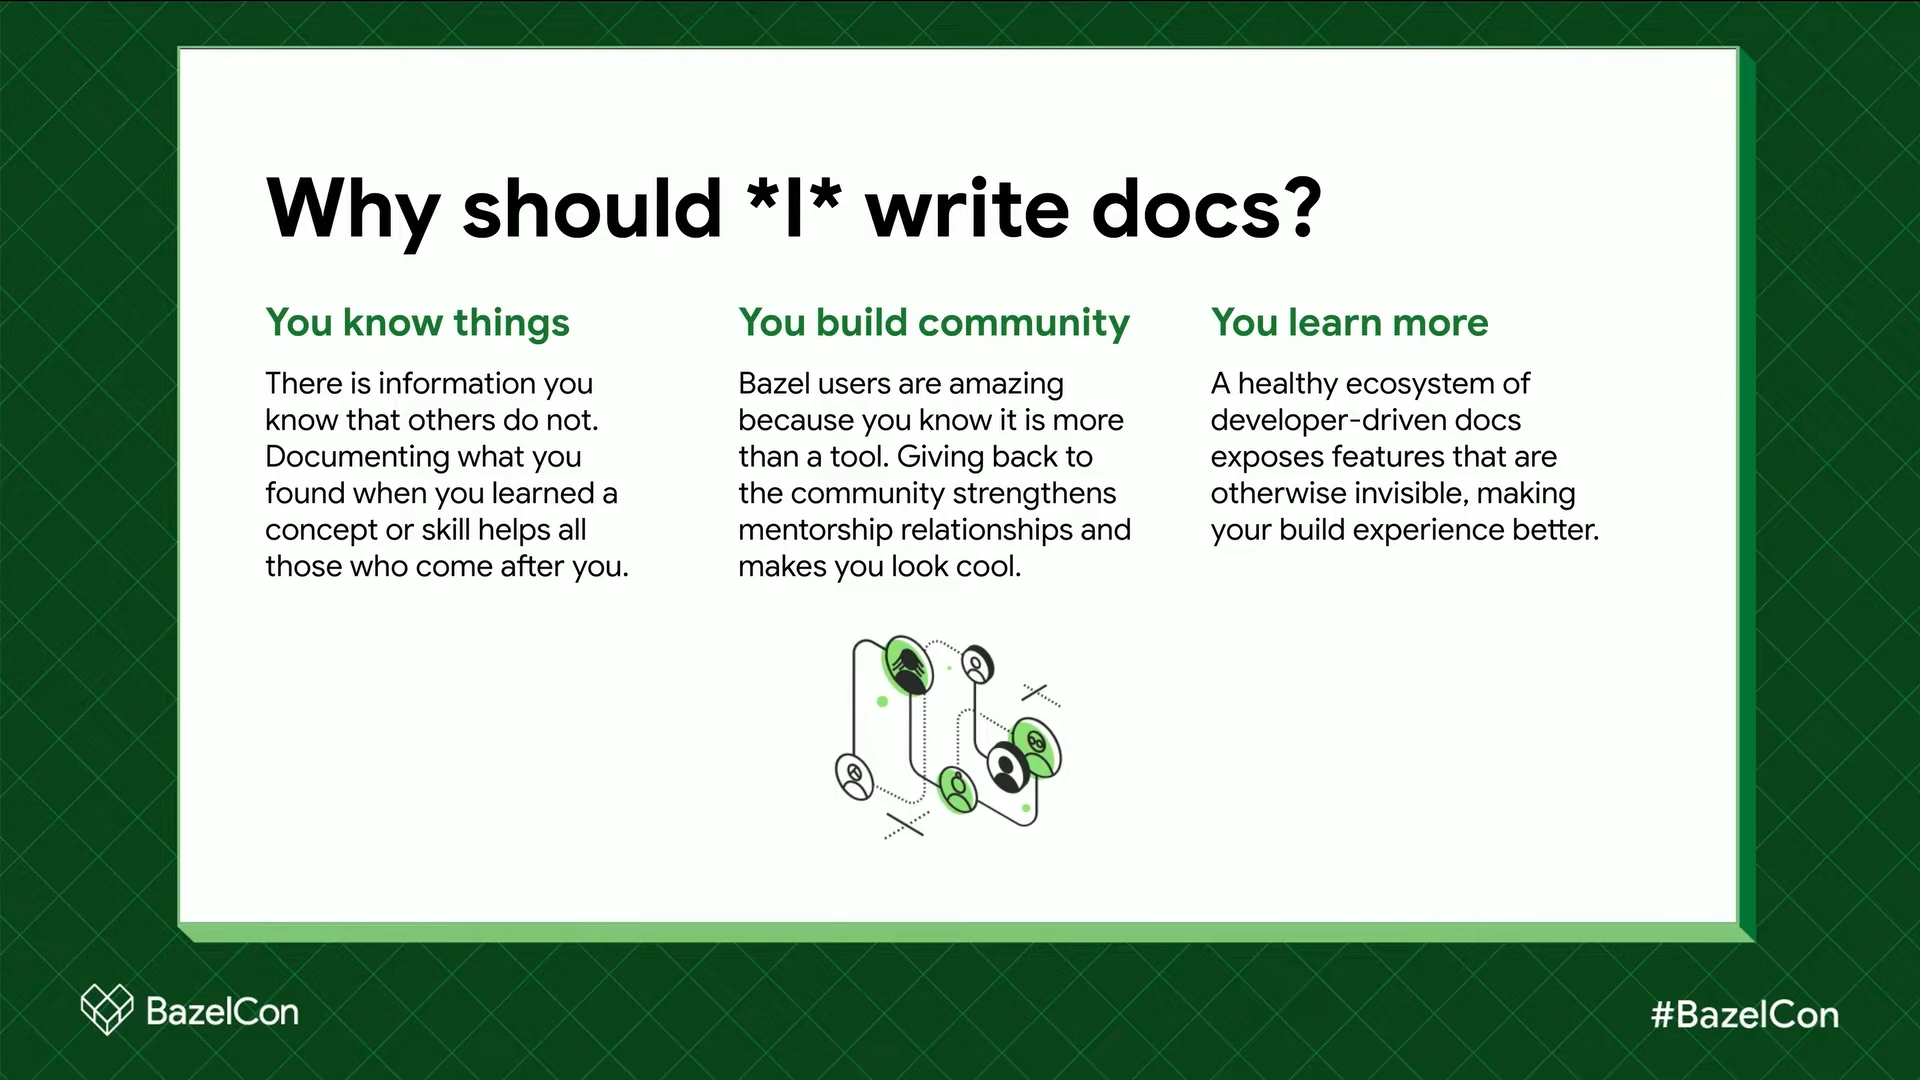 Why should *I* write docs?
You know things
There is information you
know that others do not.
Documenting what you
found when you learned a
concept or skill helps all
those who come after you.
You build community
Bazel users are amazing
because you know it is more
than a tool. Giving back to
the community strengthens
mentorship relationships and
makes you look cool.
You learn more
A healthy ecosystem of
developer-driven docs
exposes features that are
otherwise invisible, making
your build experience better.
BazelCon
#BazelCon